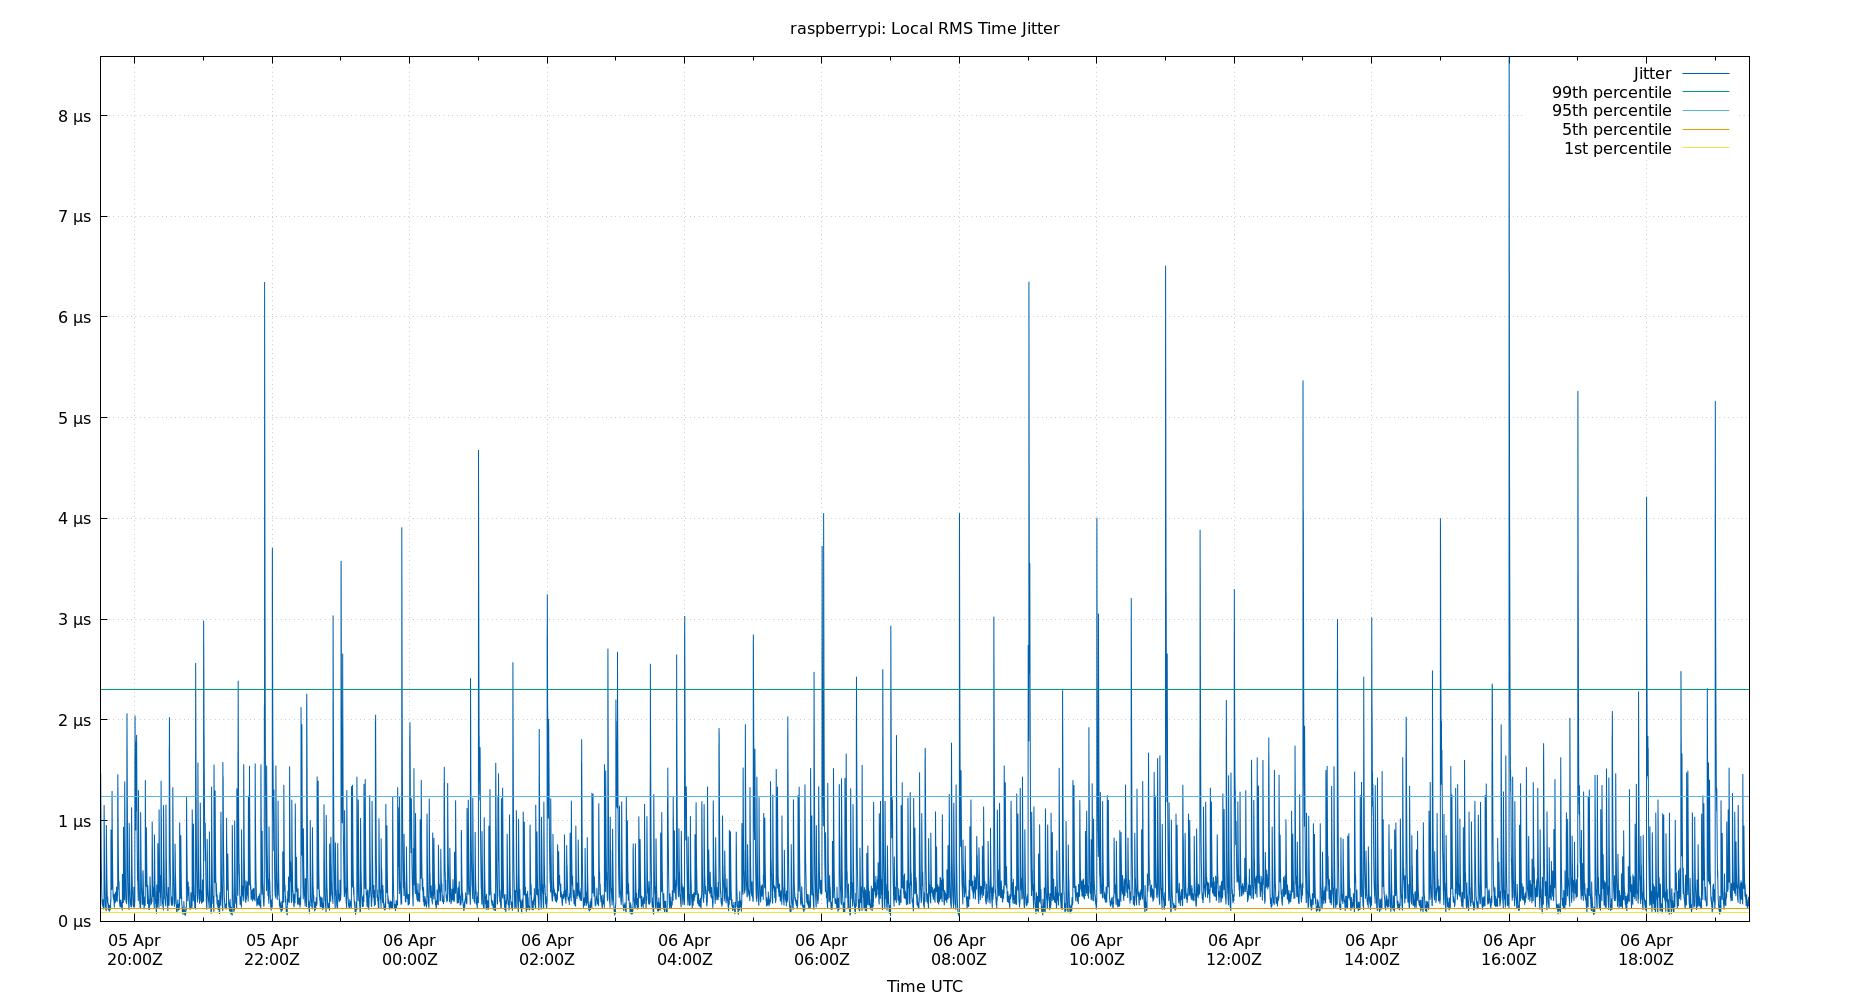 raspberrypi: Local RMS Time Jitter
Jitter
99th percentile
95th percentile
5th percentile
1st percentile
8 µs
7 µs
6 µs
5 µs
4 µs
3 µs
2 µs
1 µs
0 µs
05 Apr 05 Apr 06 Apr 06 Apr 06 Apr 06 Apr 06 Apr 06 Apr 06 Apr 06 Apr 06 Apr 06 Apr
20:00Z 22:00Z 00:00Z 02:00Z 04:00Z 06:00Z 08:00Z 10:00Z 12:00Z 14:00Z 16:00Z 18:00Z
Time UTC